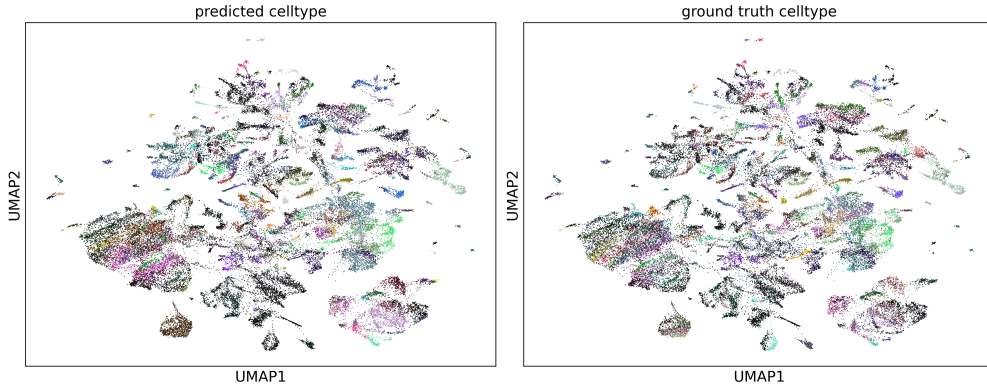 predicted celltype
ground truth celltype
UMAP2
UMAP2
UMAP1
UMAP1